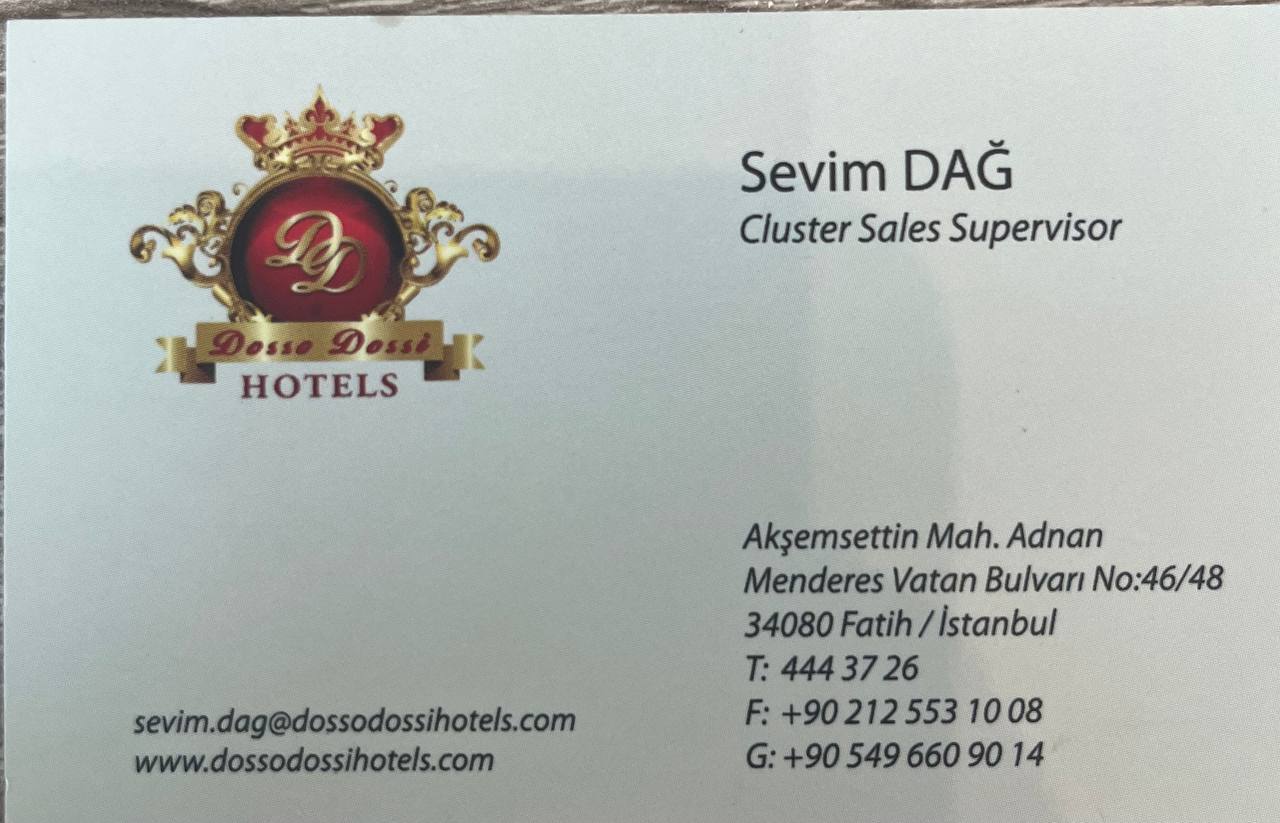 DD
Dosso Dossi
HOTELS
Sevim DAĞ
Cluster Sales Supervisor
Akşemsettin Mah. Adnan
Menderes Vatan Bulvarı No:46/48
34080 Fatih / İstanbul
T: 444 37 26
F: +90 212 553 10 08
G: +90 549 660 90 14
sevim.dag@dossodossihotels.com
www.dossodossihotels.com